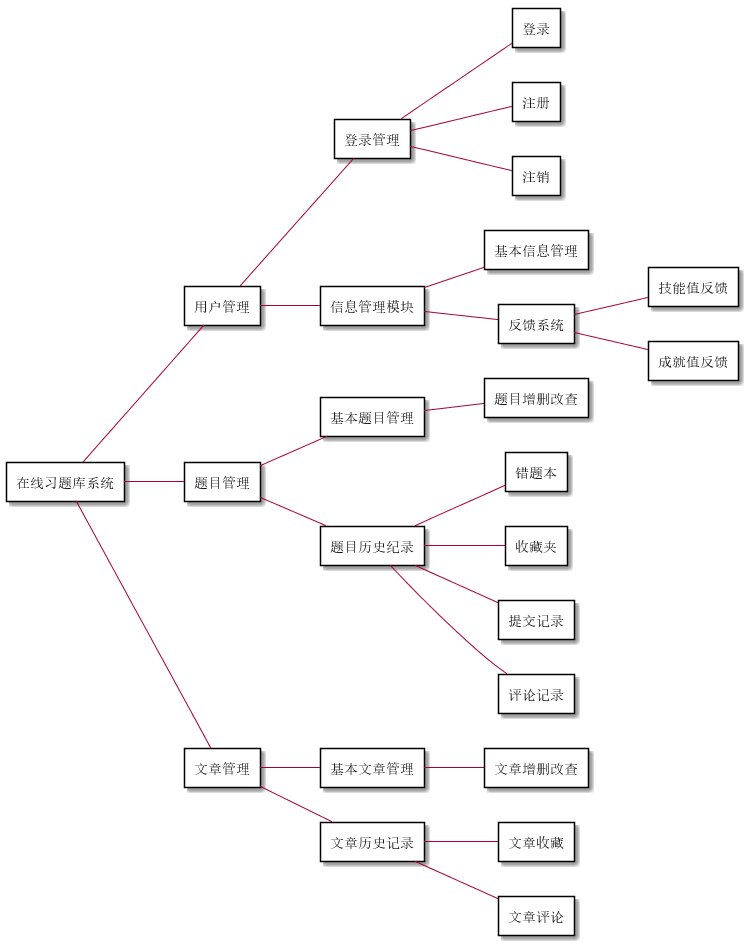 登录
注册
登录管理
注销
基本信息管理
技能值反馈
用户管理
信息管理模块
反馈系统
成就值反馈
题目增删改查
基本题目管理
错题本
在线习题库系统
题目管理
题目历史纪录
收藏夹
提交记录
评论记录
文章管理
基本文章管理
文章增删改查
文章历史记录
文章收藏
文章评论